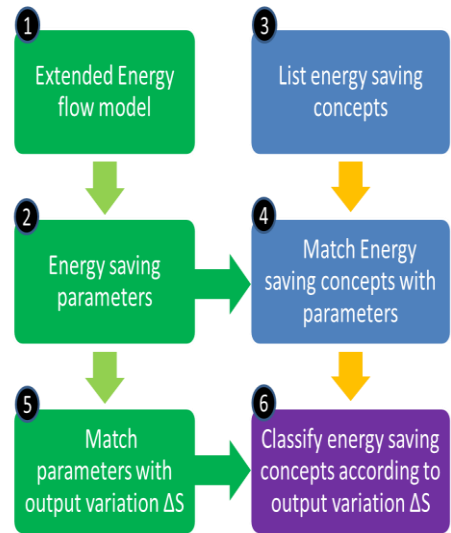 1
Extended Energy
flow model
3
List energy saving
concepts
2
Energy saving
parameters
4
Match Energy
saving concepts with
parameters
5
Match
parameters with
output variation ΔS
6
Classify energy saving
concepts according to
output variation ΔS